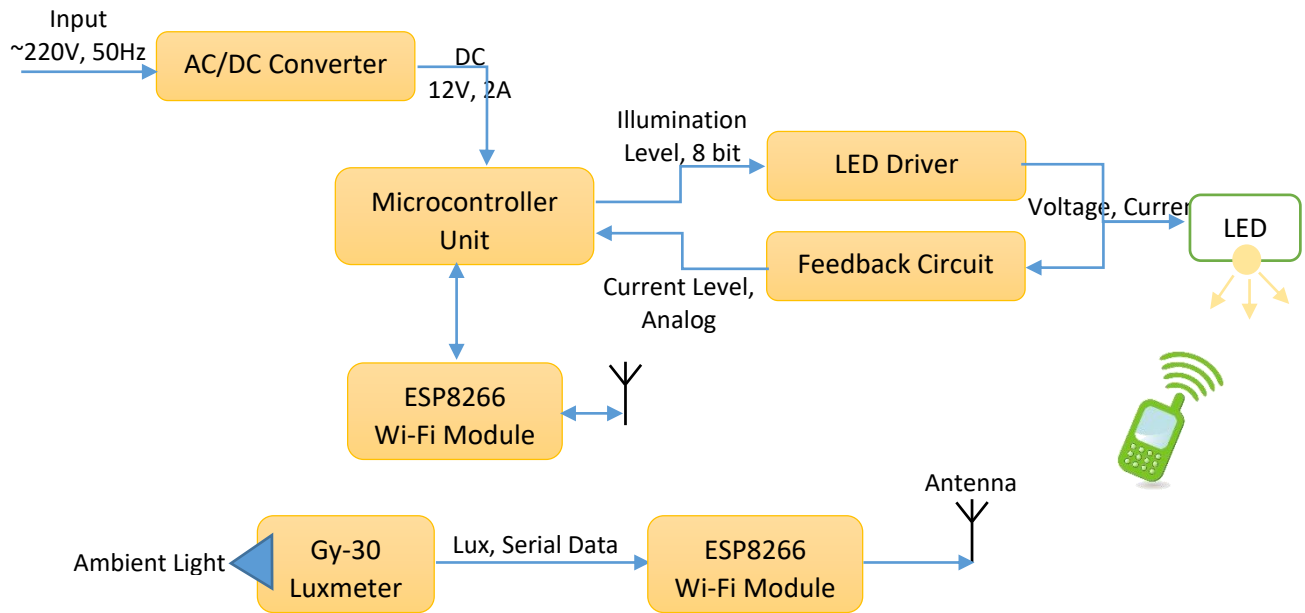 Input
~220V, 50Hz
AC/DC Converter
DC
12V, 2A
Illumination
Level, 8 bit
LED Driver
Microcontroller
Unit
Voltage, Curren
LED
Feedback Circuit
Current Level,
Analog
ESP8266
Wi-Fi Module
Antenna
Ambient Light
Gy-30
Luxmeter
Lux, Serial Data
ESP8266
Wi-Fi Module